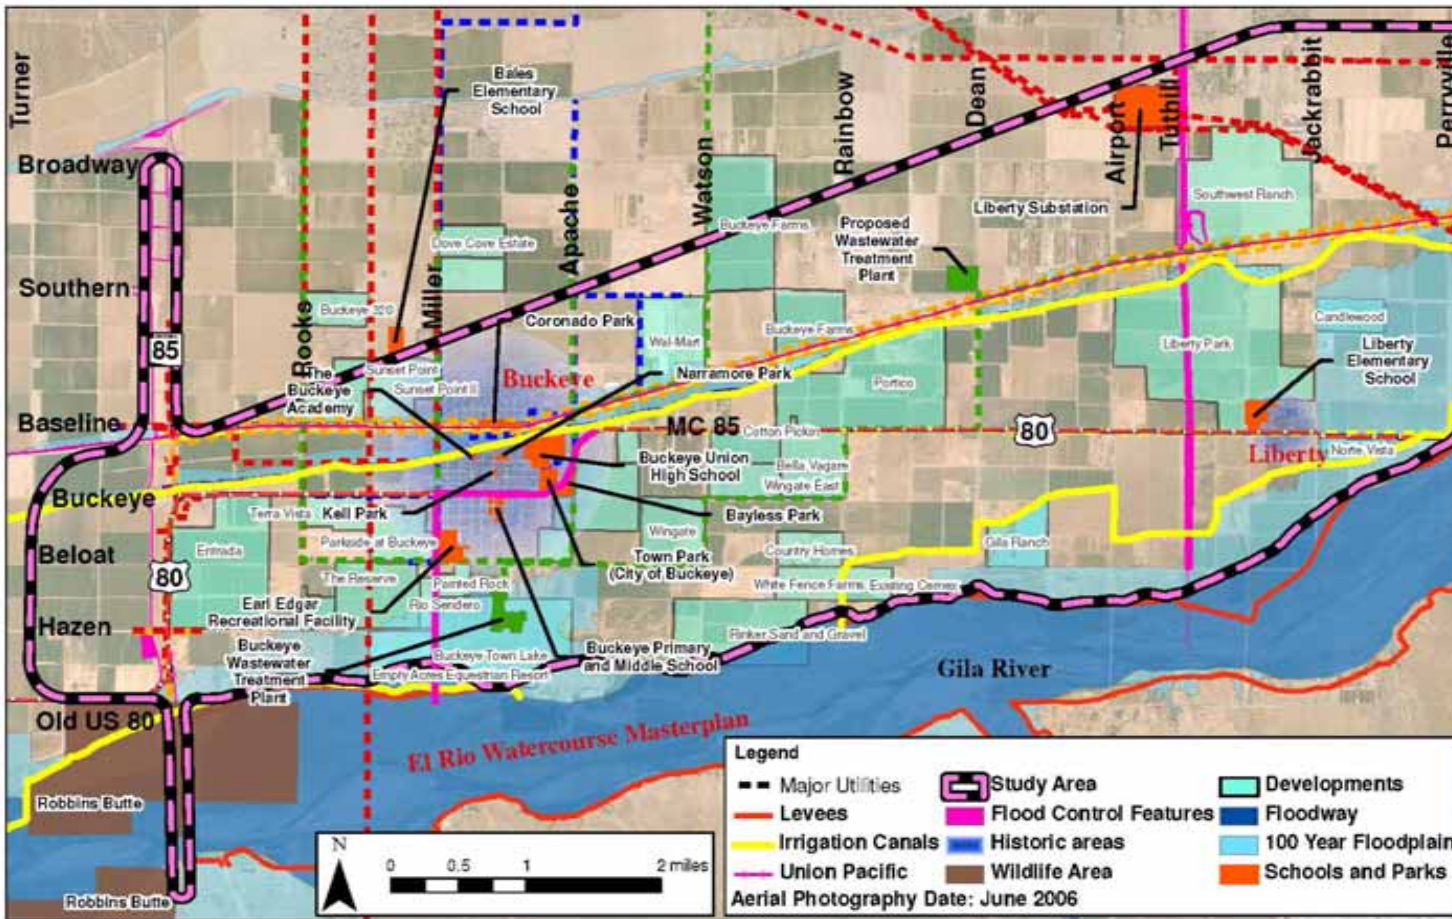 Turner
Broadway
Southern
85
Baseline
Buckeye
Beloat
80
Hazen
Old US 80
Rooks
Miller
Apache
Watson
Rainbow
Dean
Airport
Tuthill
Jackrabbit
Perryville
Bales
Elementary
School
Dove Cove Estate
Buckeye 320
Sunset Point
Sunset Point II
The
Buckeye
Academy
Coronado Park
Buckeye
Narramore Park
Wal-Mart
Buckeye Farms
Buckeye Farms
Proposed
Wastewater
Treatment
Plant
Liberty Substation
Southwest Ranch
Liberty Park
Candlewood
Liberty
Elementary
School
Portico
MC 85
80
Cotton Pickin
Bella Vagara
Wingate East
Liberty
Norte Vista
Buckeye Union
High School
Bayless Park
Terra Vista
Kell Park
Entrada
Parkside at Buckeye
Wingate
Town Park
(City of Buckeye)
Country Homes
Gila Ranch
The Reserve
Painted Rock
White Fence Farms
Existing Cemex
Earl Edgar
Recreational Facility
Rio Sendero
Rinker Sand and Gravel
Buckeye
Wastewater
Treatment
Plant
Buckeye Town Lake
Empty Acres Equestrian Resort
Buckeye Primary
and Middle School
Gila River
El Rio Watercourse Masterplan
Robbins Butte
Robbins Butte
N
0 0.5 1 2 miles
Legend
Major Utilities
Levees
Irrigation Canals
Union Pacific
Study Area
Flood Control Features
Historic areas
Wildlife Area
Developments
Floodway
100 Year Floodplain
Schools and Parks
Aerial Photography Date: June 2006